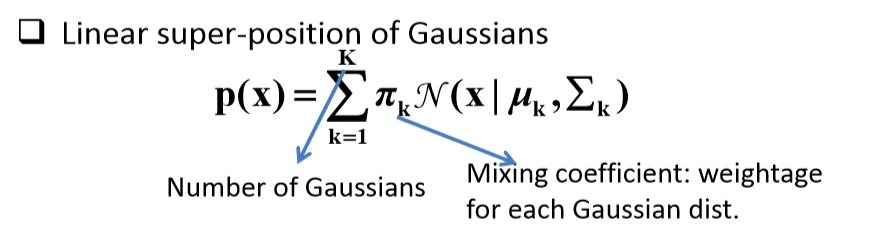 ❑ Linear super-position of Gaussians
p(x) = ∑_{k=1}^{K} π_k 𝒩(x | μ_k, Σ_k)
Number of Gaussians
Mixing coefficient: weightage
for each Gaussian dist.